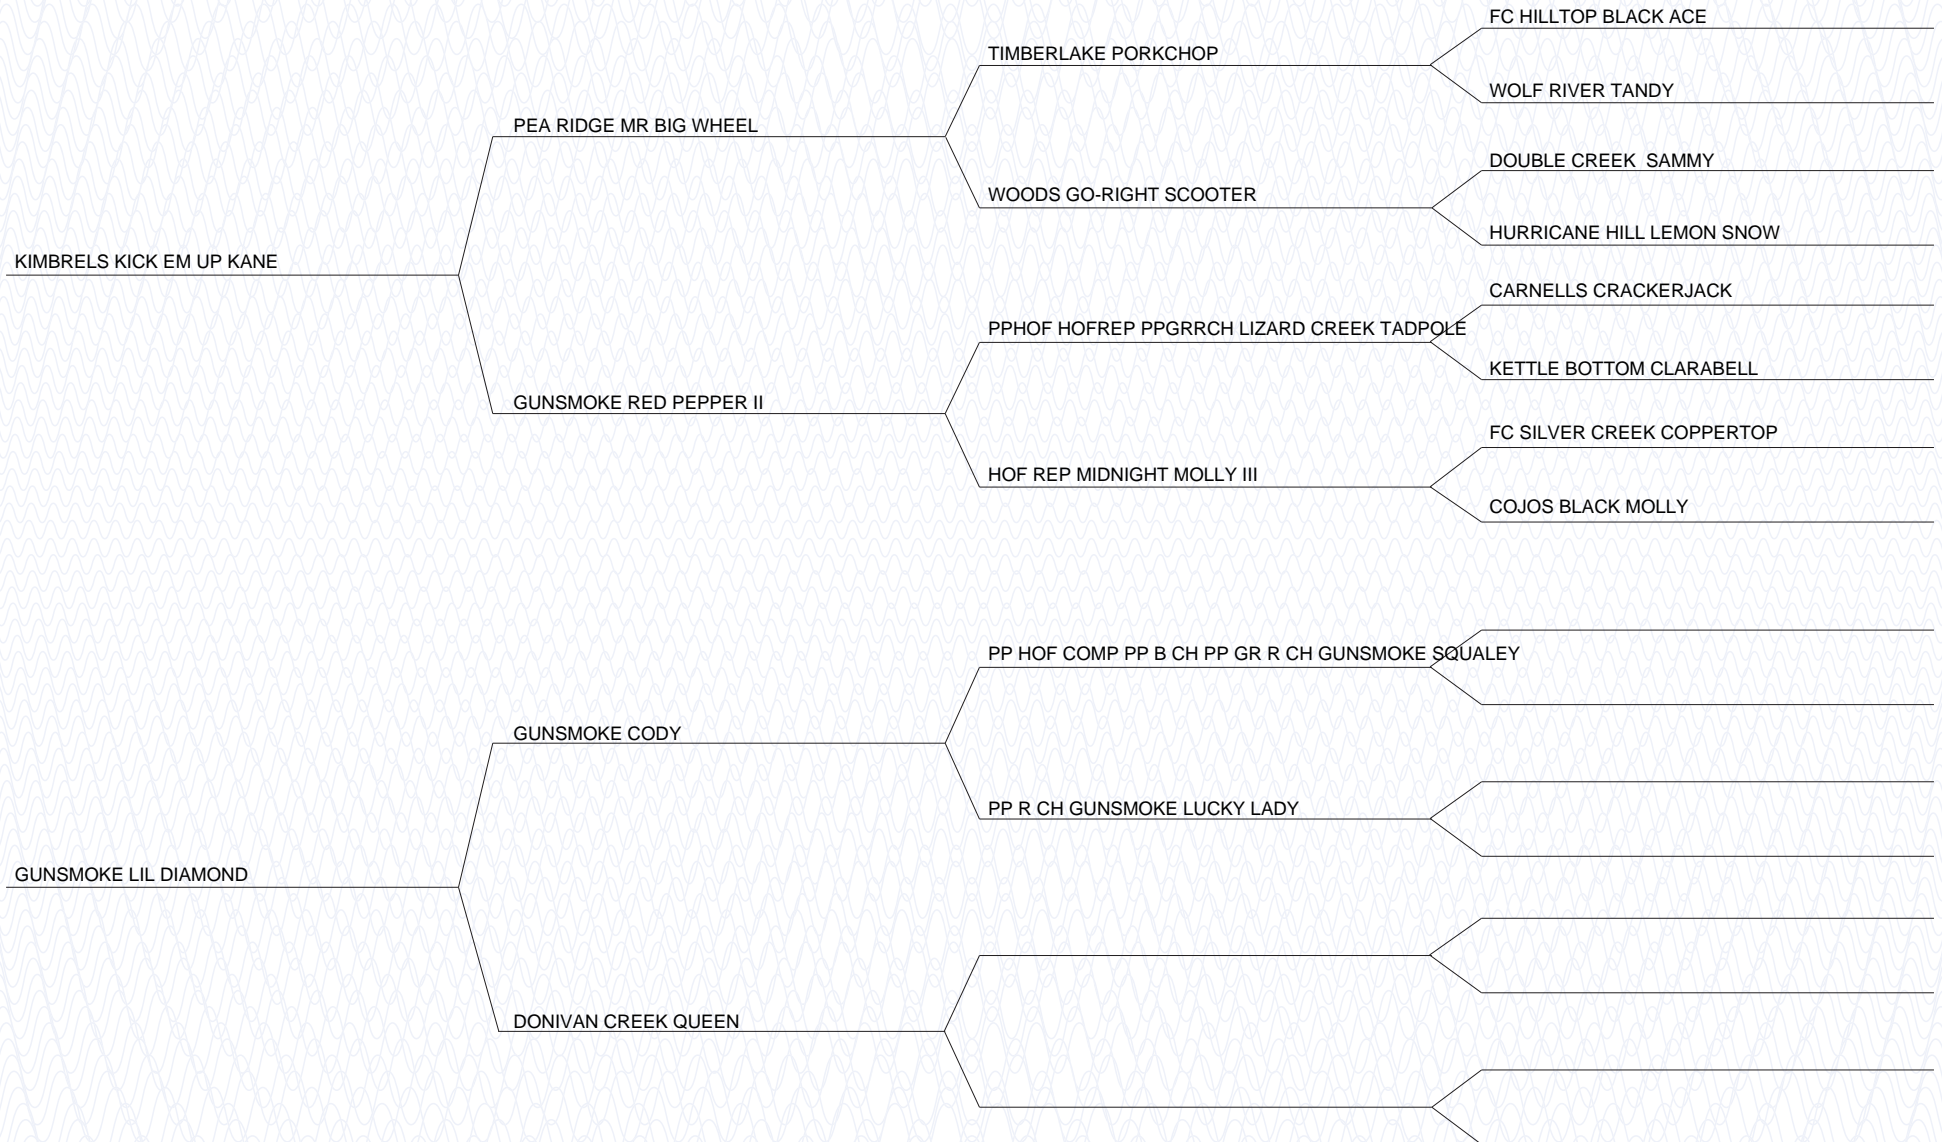 FC HILLTOP BLACK ACE
TIMBERLAKE PORKCHOP
WOLF RIVER TANDY
PEA RIDGE MR BIG WHEEL
DOUBLE CREEK  SAMMY
WOODS GO-RIGHT SCOOTER
HURRICANE HILL LEMON SNOW
KIMBRELS KICK EM UP KANE
CARNELLS CRACKERJACK
PPHOF HOFREP PPGRRCH LIZARD CREEK TADPOLE
KETTLE BOTTOM CLARABELL
GUNSMOKE RED PEPPER II
FC SILVER CREEK COPPERTOP
HOF REP MIDNIGHT MOLLY III
COJOS BLACK MOLLY
PP HOF COMP PP B CH PP GR R CH GUNSMOKE SQUALEY
GUNSMOKE CODY
PP R CH GUNSMOKE LUCKY LADY
GUNSMOKE LIL DIAMOND
DONIVAN CREEK QUEEN